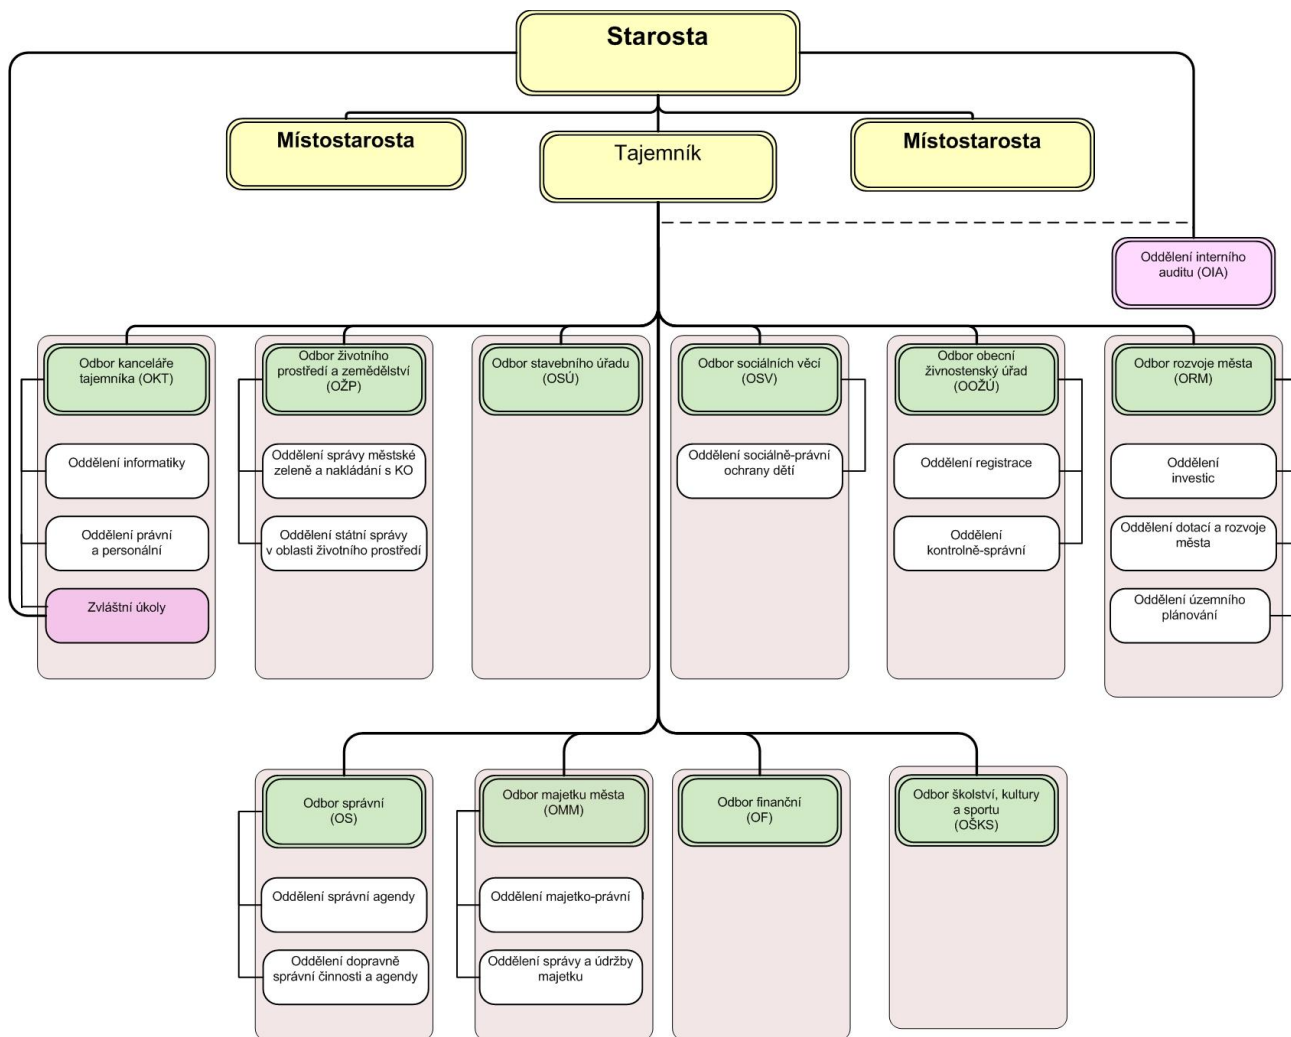 Starosta
Místostarosta
Tajemník
Místostarosta
Oddělení interního
auditu (OIA)
Odbor kanceláře
tajemníka (OKT)
Oddělení informatiky
Oddělení právní
a personální
Zvláštní úkoly
Odbor životního
prostředí a zemědělství
(OŽP)
Oddělení správy městské
zeleně a nakládání s KO
Oddělení státní správy
v oblasti životního prostředí
Odbor stavebního úřadu
(OSÚ)
Odbor sociálních věcí
(OSV)
Oddělení sociálně-právní
ochrany dětí
Odbor obecní
živnostenský úřad
(OOŽÚ)
Oddělení registrace
Oddělení
kontrolně-správní
Odbor rozvoje města
(ORM)
Oddělení
investic
Oddělení dotací a rozvoje
města
Oddělení územního
plánování
Odbor správní
(OS)
Oddělení správní agendy
Oddělení dopravně
správní činnosti a agendy
Odbor majetku města
(OMM)
Oddělení majetko-právní
Oddělení správy a údržby
majetku
Odbor finanční
(OF)
Odbor školství, kultury
a sportu
(OŠKS)